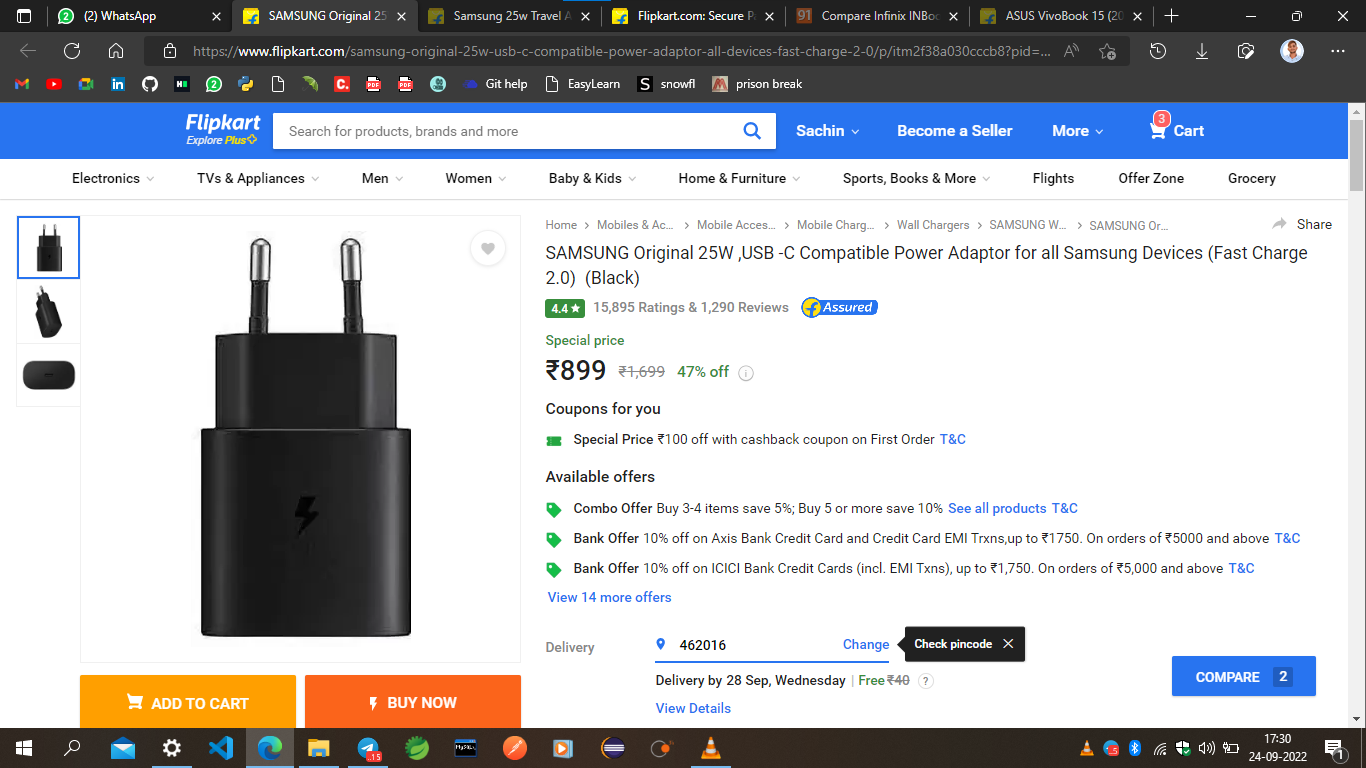 (2) WhatsApp
SAMSUNG Original 25
Samsung 25w Travel A
Flipkart.com: Secure P
91
Compare Infinix INBoo
ASUS VivoBook 15 (20
https://www.flipkart.com/samsung-original-25w-usb-c-compatible-power-adaptor-all-devices-fast-charge-2-0/p/itm2f38a030cccb8?pid=...
Git help
EasyLearn
snowfl
prison break
Flipkart
Explore Plus
Search for products, brands and more
Sachin
Become a Seller
More
3
Cart
Electronics
TVs & Appliances
Men
Women
Baby & Kids
Home & Furniture
Sports, Books & More
Flights
Offer Zone
Grocery
Home
Mobiles & Ac...
Mobile Acces...
Mobile Charg...
Wall Chargers
SAMSUNG W...
SAMSUNG Or...
Share
SAMSUNG Original 25W ,USB -C Compatible Power Adaptor for all Samsung Devices (Fast Charge
2.0) (Black)
4.4 ★ 15,895 Ratings & 1,290 Reviews Assured
Special price
₹899 ₹1,699 47% off
Coupons for you
Special Price ₹100 off with cashback coupon on First Order T&C
Available offers
Combo Offer Buy 3-4 items save 5%; Buy 5 or more save 10% See all products T&C
Bank Offer 10% off on Axis Bank Credit Card and Credit Card EMI Trxns,up to ₹1750. On orders of ₹5000 and above T&C
Bank Offer 10% off on ICICI Bank Credit Cards (incl. EMI Txns), up to ₹1,750. On orders of ₹5,000 and above T&C
View 14 more offers
Delivery
462016
Change
Check pincode
Delivery by 28 Sep, Wednesday | Free ₹40 ?
View Details
COMPARE 2
ADD TO CART
BUY NOW
17:30
24-09-2022
1